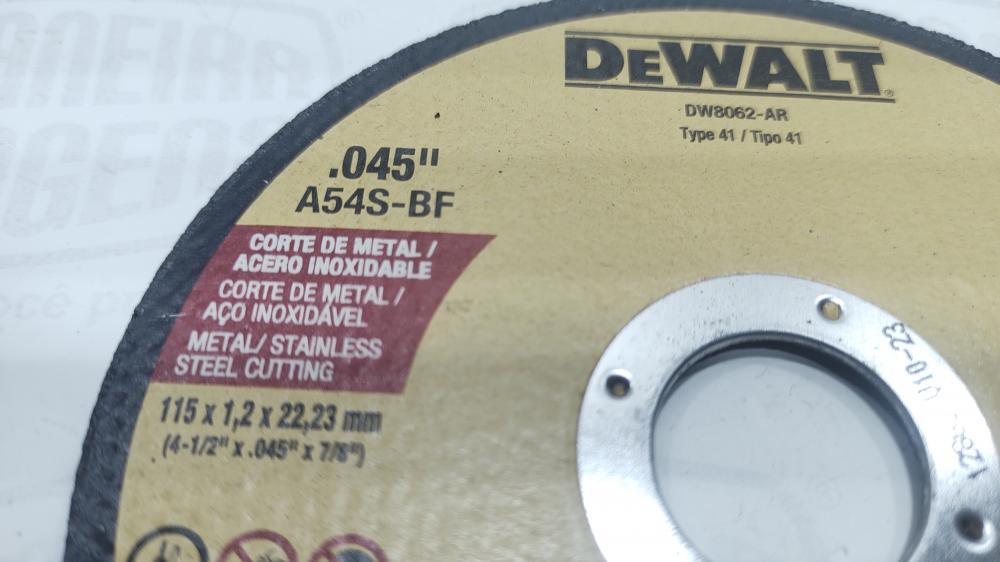 DEWALT®
DW8062-AR
Type 41 / Tipo 41
.045"
A54S-BF
CORTE DE METAL /
ACERO INOXIDABLE
CORTE DE METAL /
AÇO INOXIDÁVEL
METAL/ STAINLESS
STEEL CUTTING
115 x 1,2 x 22,23 mm
(4-1/2" x .045" x 7/8")